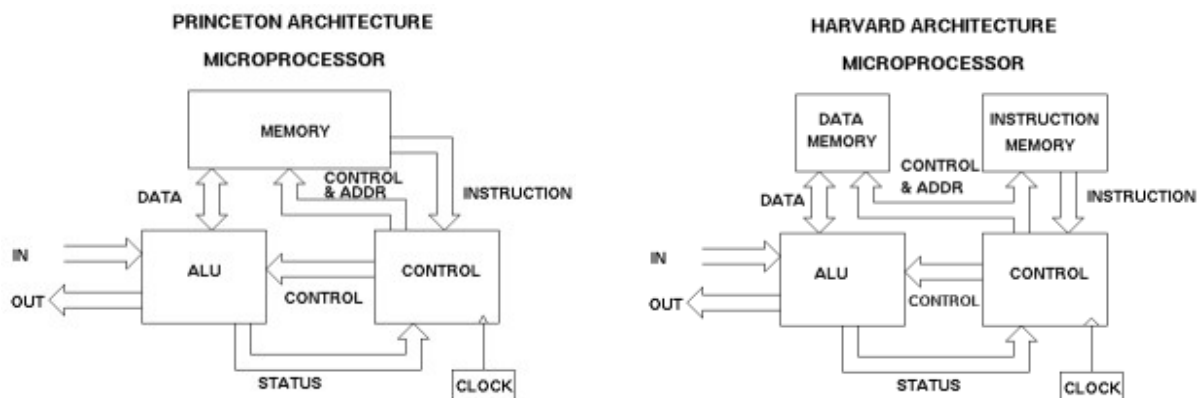 PRINCETON ARCHITECTURE
MICROPROCESSOR
MEMORY
CONTROL
& ADDR
DATA
INSTRUCTION
IN
ALU
CONTROL
OUT
CONTROL
STATUS
CLOCK
HARVARD ARCHITECTURE
MICROPROCESSOR
DATA
MEMORY
INSTRUCTION
MEMORY
CONTROL
& ADDR
DATA
INSTRUCTION
IN
ALU
CONTROL
OUT
CONTROL
STATUS
CLOCK